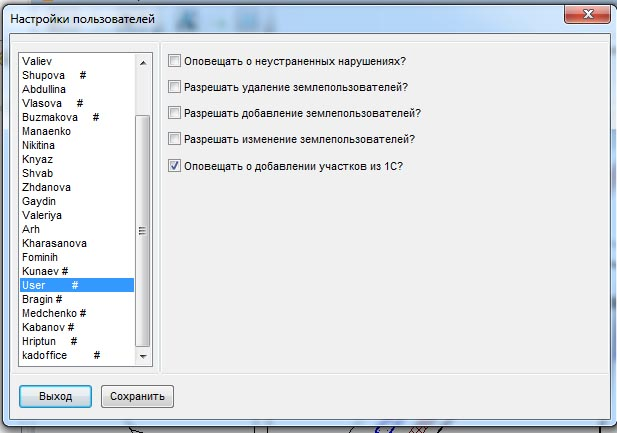 Настройки пользователей
Valiev
Shupova #
Abdullina
Vlasova #
Buzmakova #
Manaenko
Nikitina
Knyaz
Shvab
Zhdanova
Gaydin
Valeriya
Arh
Kharasanova
Fominih
Kunaev #
User #
Bragin #
Medchenko #
Kabanov #
Hriptun #
kadoffice #
Оповещать о неустраненных нарушениях?
Разрешать удаление землепользователей?
Разрешать добавление землепользователей?
Разрешать изменение землепользователей?
Оповещать о добавлении участков из 1С?
Выход Сохранить